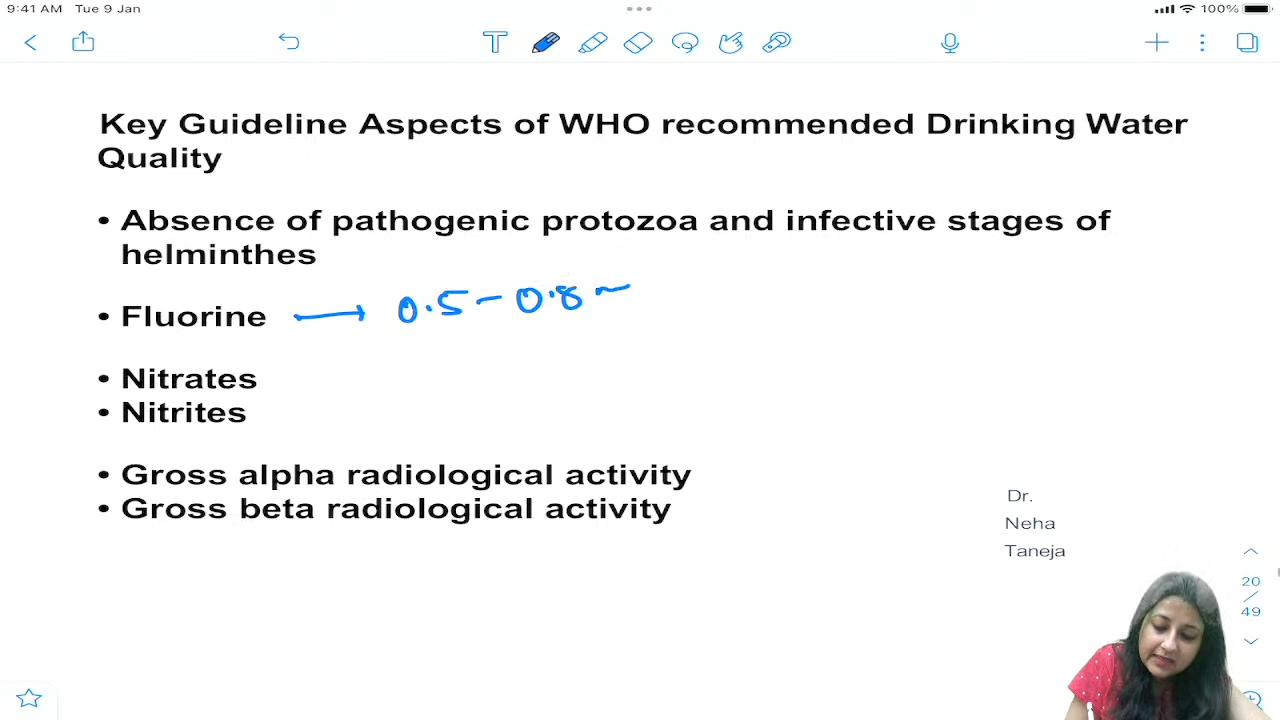 9:41 AM Tue 9 Jan
100%
Key Guideline Aspects of WHO recommended Drinking Water
Quality
• Absence of pathogenic protozoa and infective stages of
helminthes
• Fluorine → 0.5 - 0.8
• Nitrates
• Nitrites
• Gross alpha radiological activity
• Gross beta radiological activity
Dr.
Neha
Taneja
20
/
49